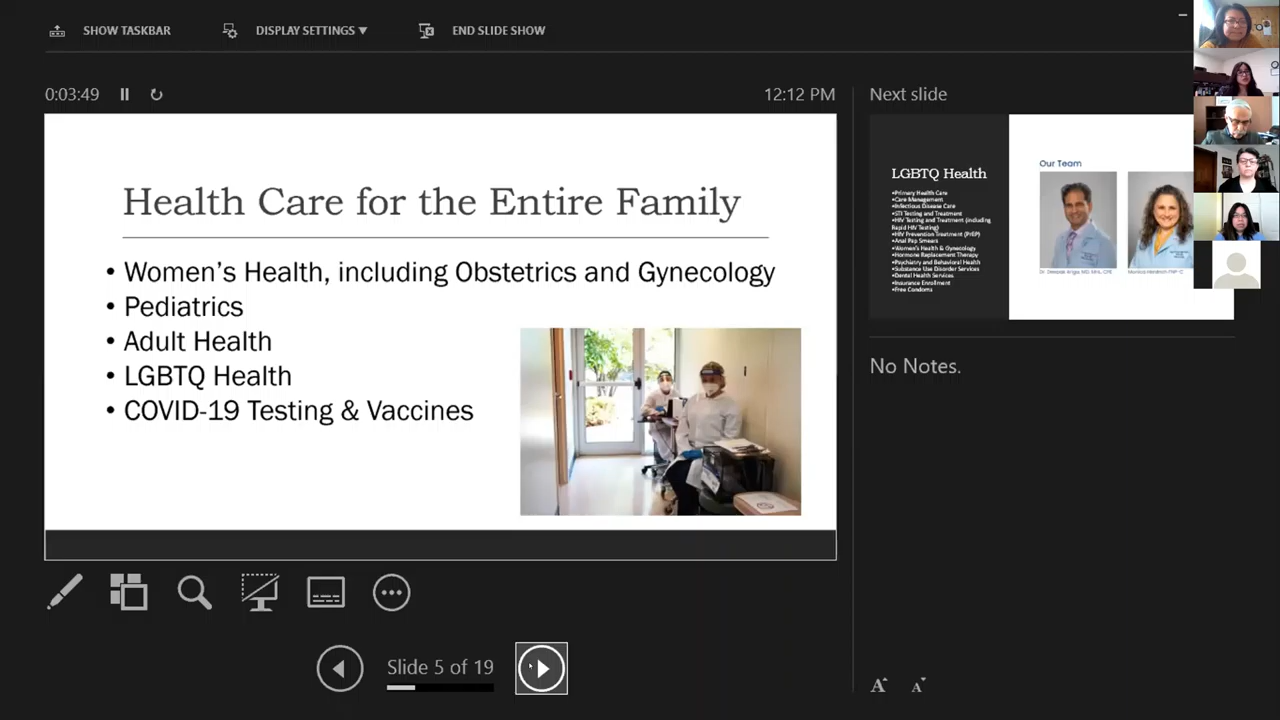 SHOW TASKBAR
DISPLAY SETTINGS ▼
END SLIDE SHOW
0:03:49
12:12 PM
Health Care for the Entire Family
• Women’s Health, including Obstetrics and Gynecology
• Pediatrics
• Adult Health
• LGBTQ Health
• COVID-19 Testing & Vaccines
Slide 5 of 19
Next slide
LGBTQ Health
•Primary Health Care
•Care Management
•Infectious Disease Care
•STI Testing and Treatment
•HIV Testing and Treatment (including
Rapid HIV Testing)
•HIV Prevention Treatment (PrEP)
•Anal Pap Smears
•Women's Health & Gynecology
•Hormone Replacement Therapy
•Psychiatry and Behavioral Health
•Substance Use Disorder Services
•Dental Health Services
•Insurance Enrollment
•Free Condoms
Our Team
No Notes.
A
A